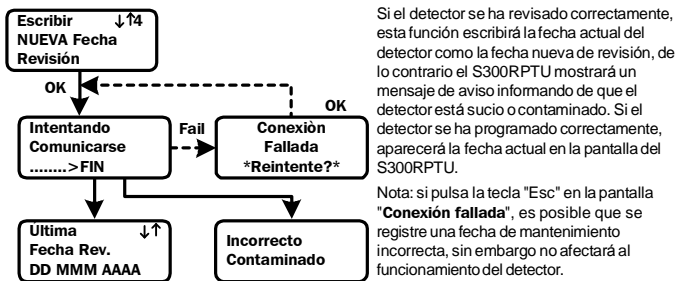 Escribir ↓↑4
NUEVA Fecha
Revisión
OK
OK
Intentando
Comunicarse
........>FIN
Fail
Conexiòn
Fallada
*Reintente?*
Última ↓↑
Fecha Rev.
DD MMM AAAA
Incorrecto
Contaminado
Si el detector se ha revisado correctamente,
esta función escribirá la fecha actual del
detector como la fecha nueva de revisión, de
lo contrario el S300RPTU mostrará un
mensaje de aviso informando de que el
detector está sucio o contaminado. Si el
detector se ha programado correctamente,
aparecerá la fecha actual en la pantalla del
S300RPTU.
Nota: si pulsa la tecla "Esc" en la pantalla
"Conexión fallada", es posible que se
registre una fecha de mantenimiento
incorrecta, sin embargo no afectará al
funcionamiento del detector.